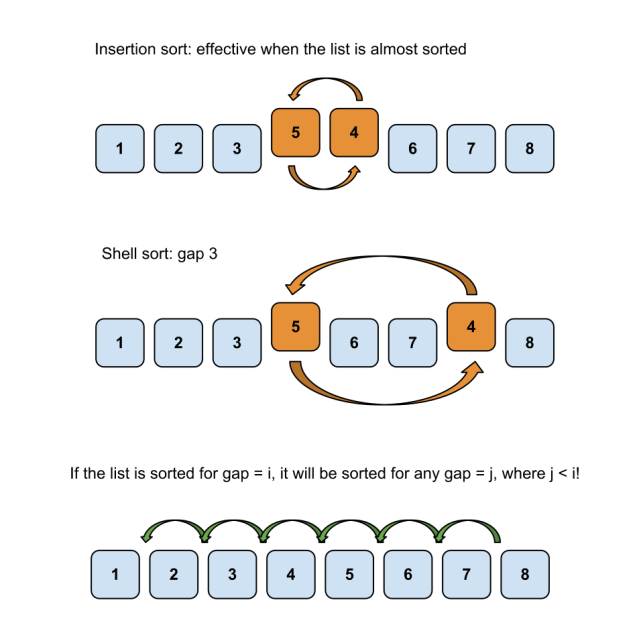 Insertion sort: effective when the list is almost sorted
1 2 3 5 4 6 7 8
Shell sort: gap 3
1 2 3 5 6 7 4 8
If the list is sorted for gap = i, it will be sorted for any gap = j, where j < i!
1 2 3 4 5 6 7 8